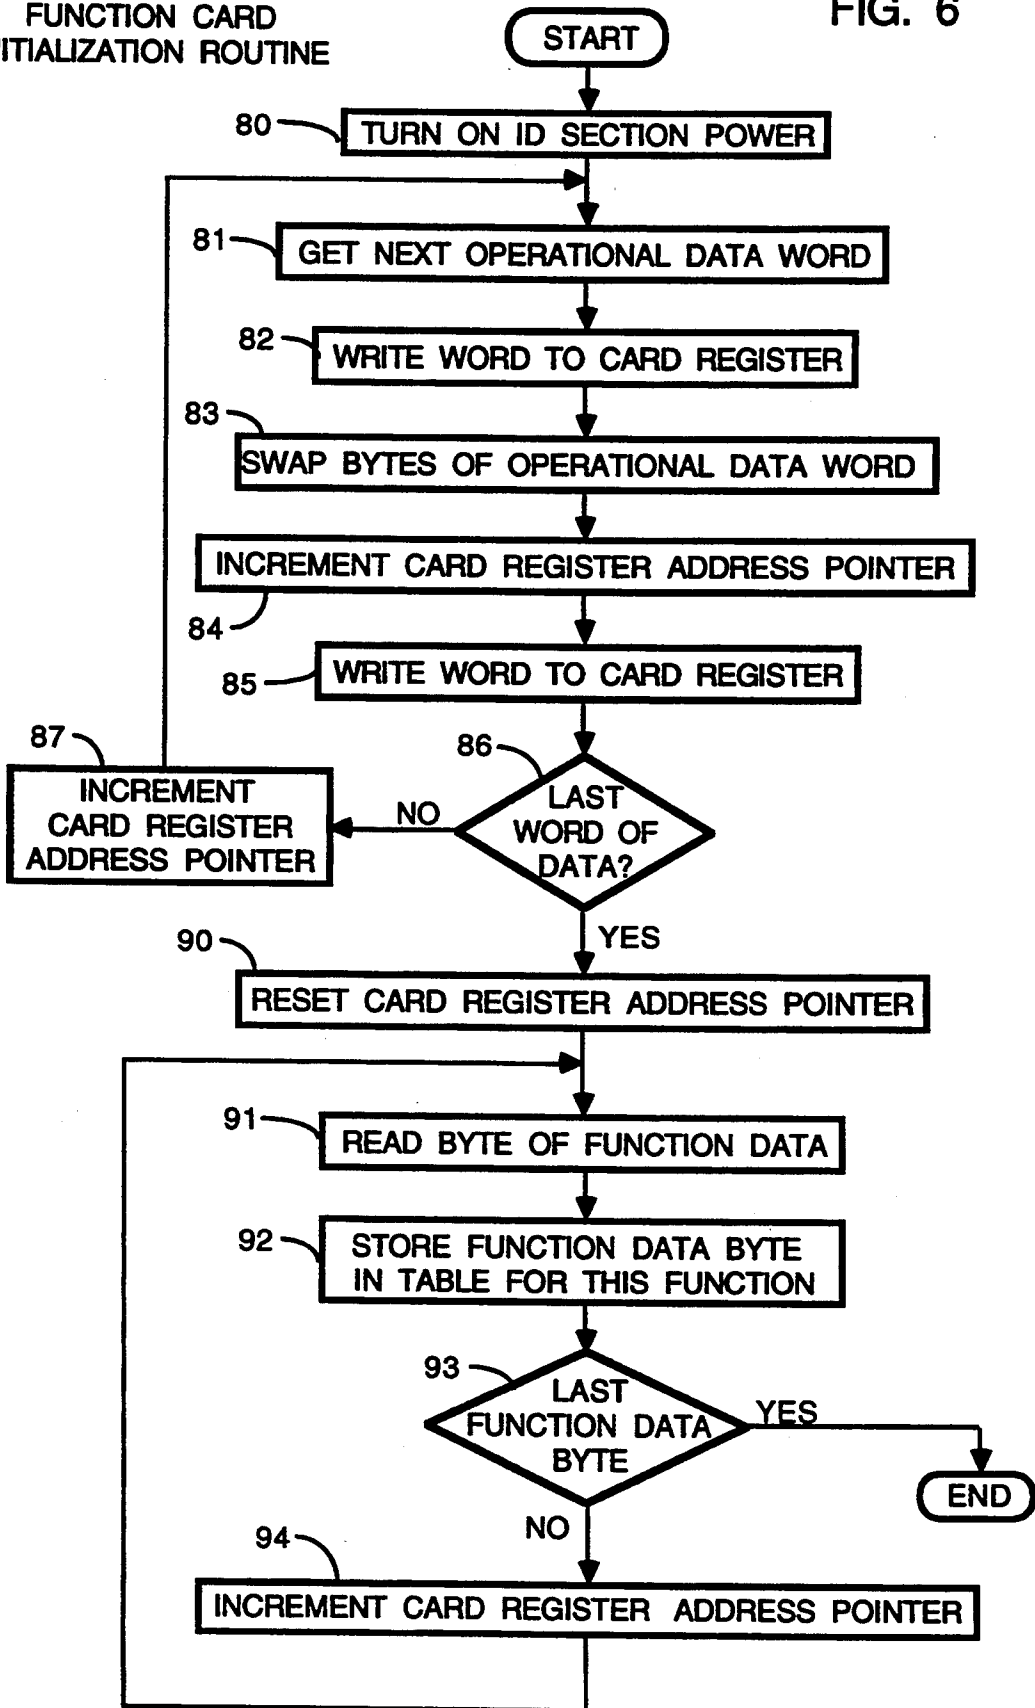 FUNCTION CARD
ITIALIZATION ROUTINE
FIG. 6
START
80
TURN ON ID SECTION POWER
81
GET NEXT OPERATIONAL DATA WORD
82
WRITE WORD TO CARD REGISTER
83
SWAP BYTES OF OPERATIONAL DATA WORD
INCREMENT CARD REGISTER ADDRESS POINTER
84
WRITE WORD TO CARD REGISTER
85
86
LAST
WORD OF
DATA?
NO
87
INCREMENT
CARD REGISTER
ADDRESS POINTER
YES
90
RESET CARD REGISTER ADDRESS POINTER
91
READ BYTE OF FUNCTION DATA
92
STORE FUNCTION DATA BYTE
IN TABLE FOR THIS FUNCTION
93
LAST
FUNCTION DATA
BYTE
YES
END
NO
94
INCREMENT CARD REGISTER ADDRESS POINTER